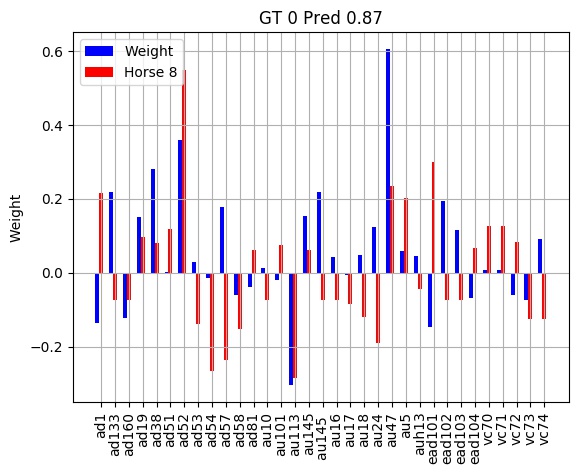 GT 0 Pred 0.87
Weight
Horse 8
0.6
0.4
0.2
0.0
−0.2
Weight
ad1
ad133
ad160
ad19
ad38
ad51
ad52
ad53
ad54
ad57
ad58
ad81
au10
au101
au113
au145
au145
au16
au17
au18
au24
au47
au5
auh13
ead101
ead102
ead103
ead104
vc70
vc71
vc72
vc73
vc74